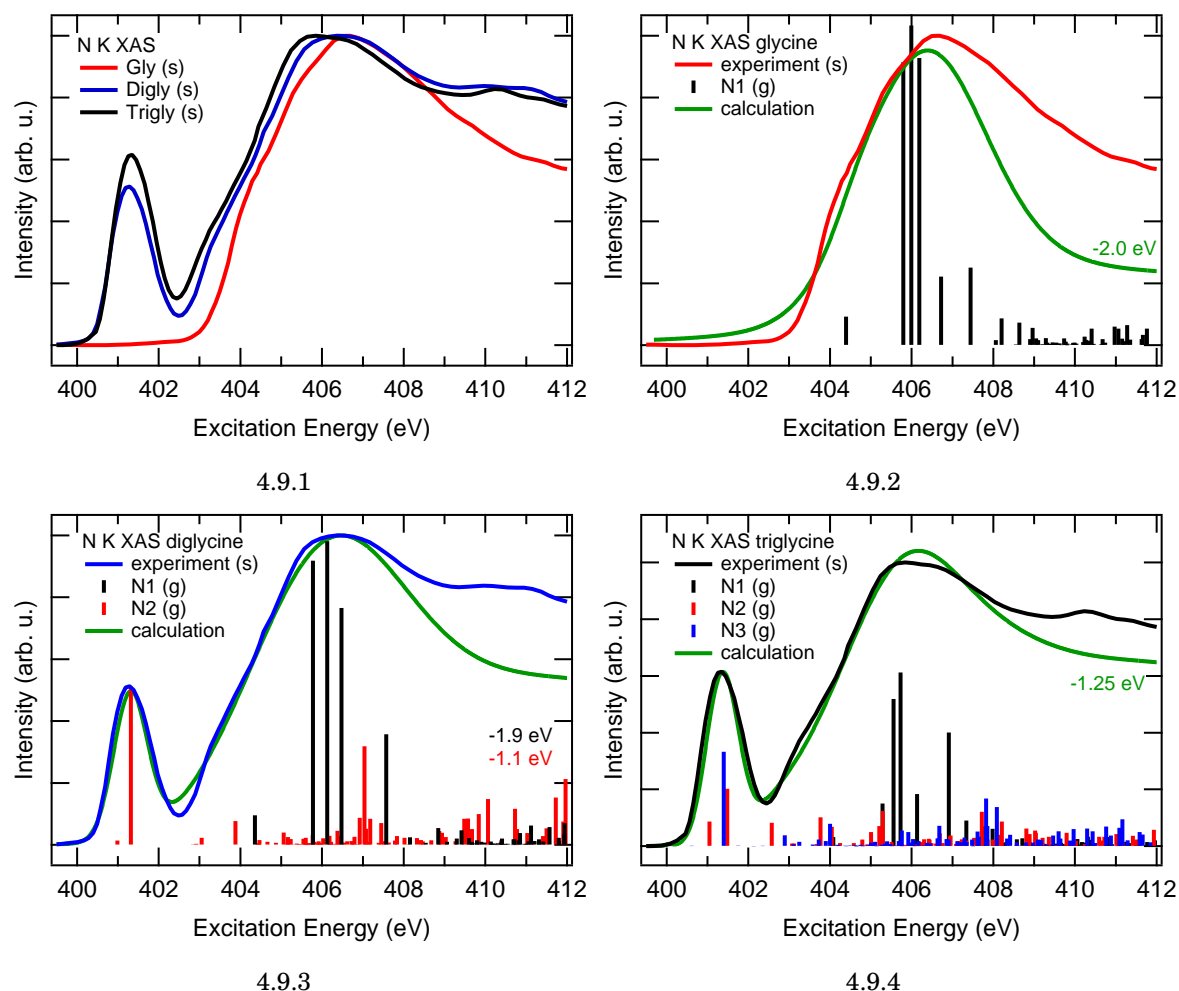 N K XAS
Gly (s)
Digly (s)
Trigly (s)
Intensity (arb. u.)
400 402 404 406 408 410 412
Excitation Energy (eV)
4.9.1
N K XAS glycine
experiment (s)
N1 (g)
calculation
-2.0 eV
Intensity (arb. u.)
400 402 404 406 408 410 412
Excitation Energy (eV)
4.9.2
N K XAS diglycine
experiment (s)
N1 (g)
N2 (g)
calculation
-1.9 eV
-1.1 eV
Intensity (arb. u.)
400 402 404 406 408 410 412
Excitation Energy (eV)
4.9.3
N K XAS triglycine
experiment (s)
N1 (g)
N2 (g)
N3 (g)
calculation
-1.25 eV
Intensity (arb. u.)
400 402 404 406 408 410 412
Excitation Energy (eV)
4.9.4